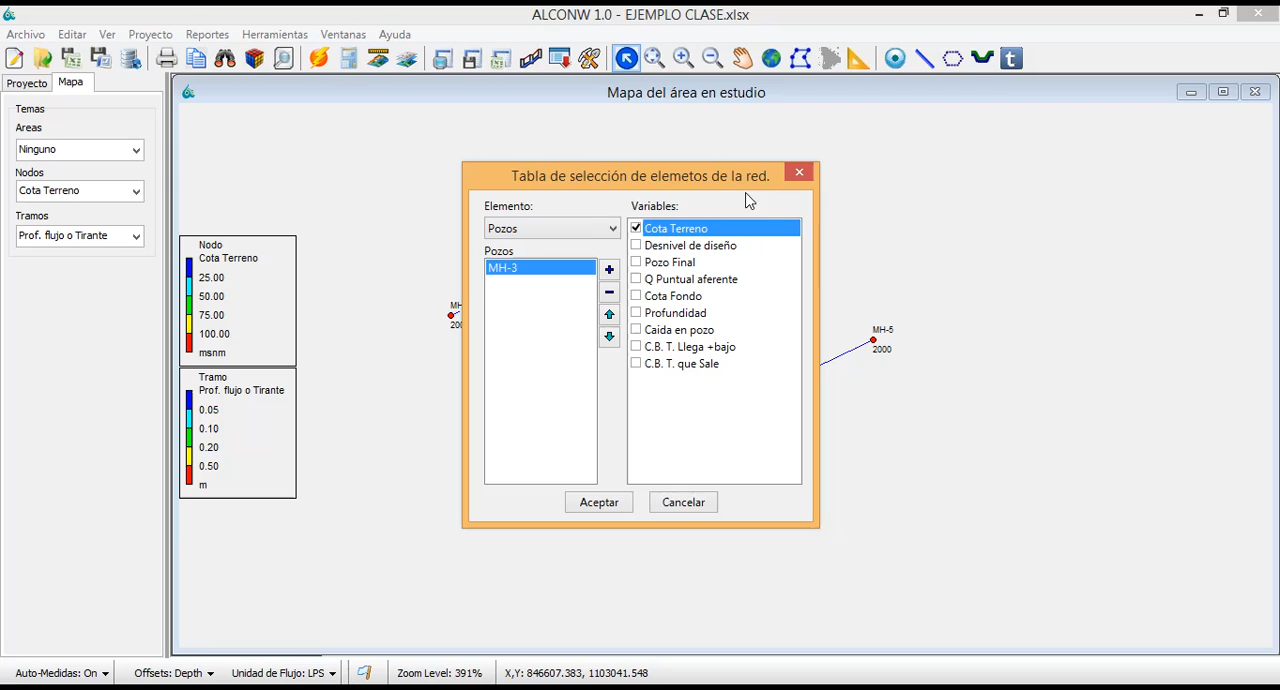 ALCONW 1.0 - EJEMPLO CLASE.xlsx
Archivo Editar Ver Proyecto Reportes Herramientas Ventanas Ayuda
t
Proyecto Mapa
Temas
Areas
Ninguno
Nodos
Cota Terreno
Tramos
Prof. flujo o Tirante
Mapa del área en estudio
Nodo
Cota Terreno
25.00
50.00
75.00
100.00
msnm
Tramo
Prof. flujo o Tirante
0.05
0.10
0.20
0.50
m
MH
200
Tabla de selección de elemetos de la red.
Elemento:
Pozos
Pozos
MH-3
Variables:
Cota Terreno
Desnivel de diseño
Pozo Final
Q Puntual aferente
Cota Fondo
Profundidad
Caida en pozo
C.B. T. Llega +bajo
C.B. T. que Sale
Aceptar Cancelar
MH-5
2000
Auto-Medidas: On Offsets: Depth Unidad de Flujo: LPS Zoom Level: 391% X,Y: 846607.383, 1103041.548